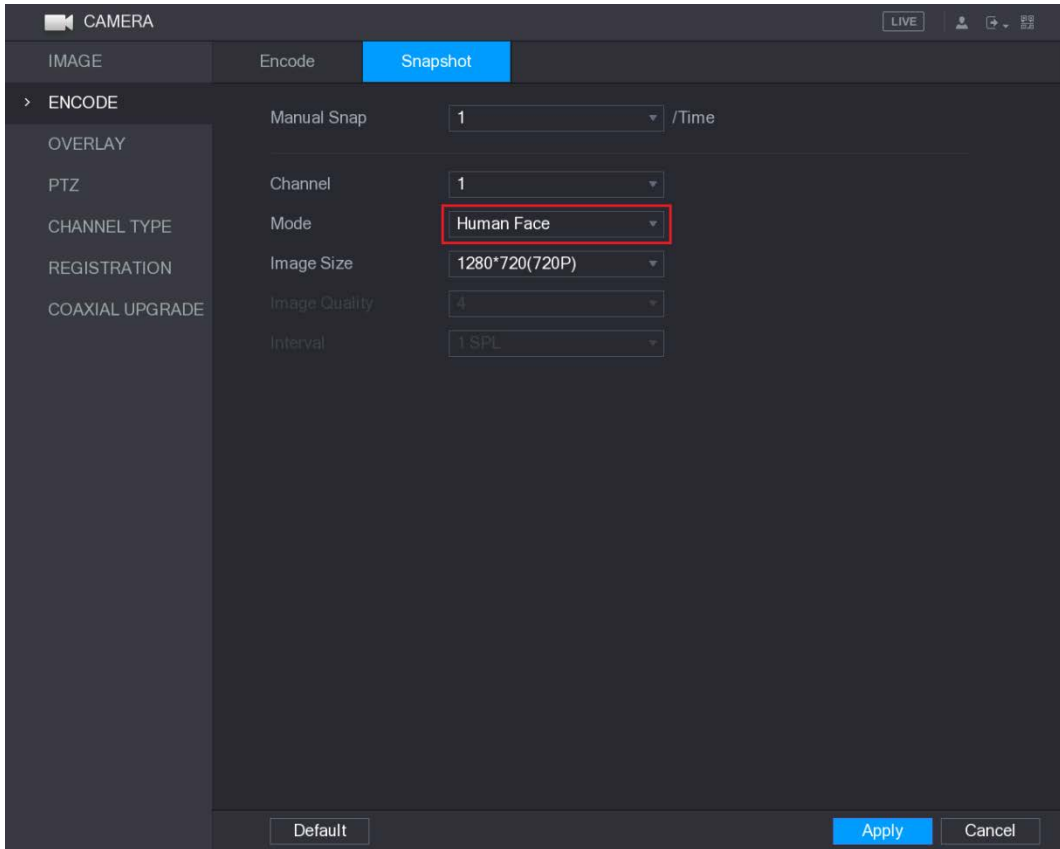 CAMERA LIVE
IMAGE
ENCODE
OVERLAY
PTZ
CHANNEL TYPE
REGISTRATION
COAXIAL UPGRADE
Encode Snapshot
Manual Snap 1 /Time
Channel 1
Mode Human Face
Image Size 1280*720(720P)
Image Quality 4
Interval 1 SPL
Default Apply Cancel